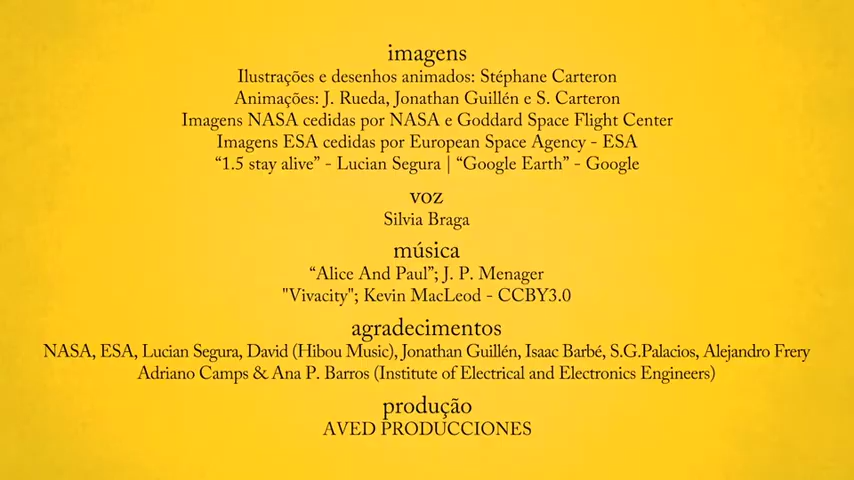 imagens
Ilustrações e desenhos animados: Stéphane Carteron
Animações: J. Rueda, Jonathan Guillén e S. Carteron
Imagens NASA cedidas por NASA e Goddard Space Flight Center
Imagens ESA cedidas por European Space Agency - ESA
“1.5 stay alive” - Lucian Segura | “Google Earth” - Google
voz
Silvia Braga
música
“Alice And Paul”; J. P. Menager
"Vivacity"; Kevin MacLeod - CCBY3.0
agradecimentos
NASA, ESA, Lucian Segura, David (Hibou Music), Jonathan Guillén, Isaac Barbé, S.G.Palacios, Alejandro Frery
Adriano Camps & Ana P. Barros (Institute of Electrical and Electronics Engineers)
produção
AVED PRODUCCIONES